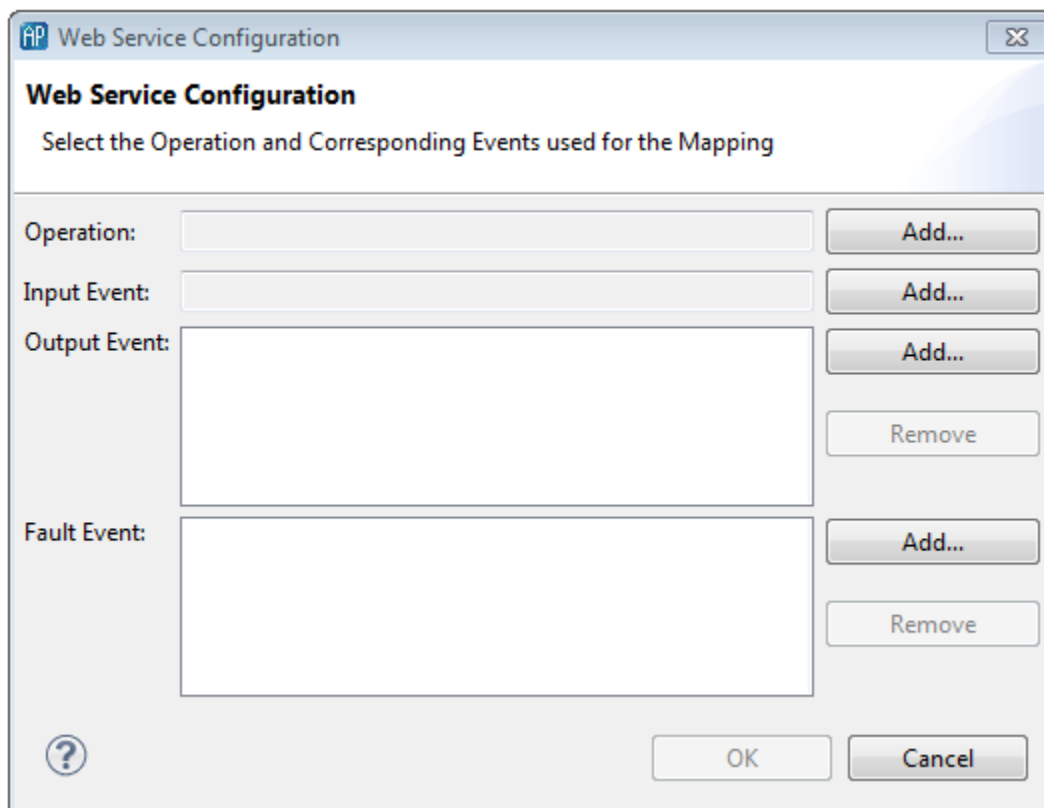 AP Web Service Configuration
Web Service Configuration
Select the Operation and Corresponding Events used for the Mapping
Operation: Add...
Input Event: Add...
Output Event: Add...
Remove
Fault Event: Add...
Remove
? OK Cancel